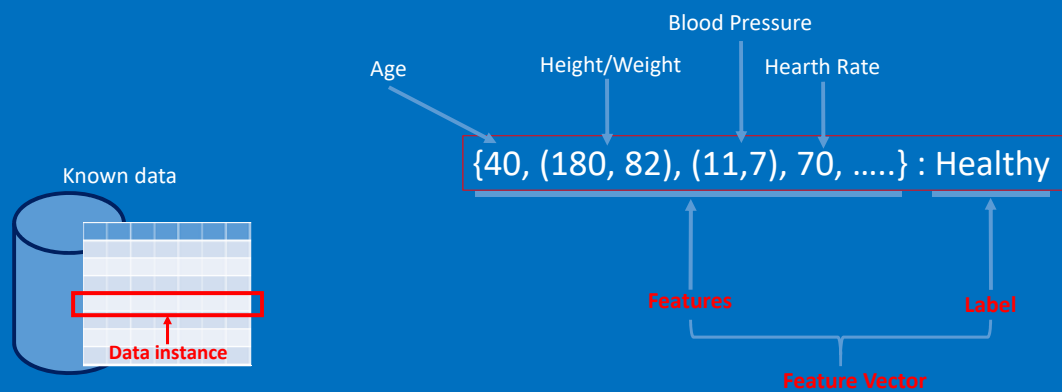 Blood Pressure
Age
Height/Weight
Hearth Rate
{40, (180, 82), (11,7), 70, .....} : Healthy
Known data
Features
Label
Data instance
Feature Vector